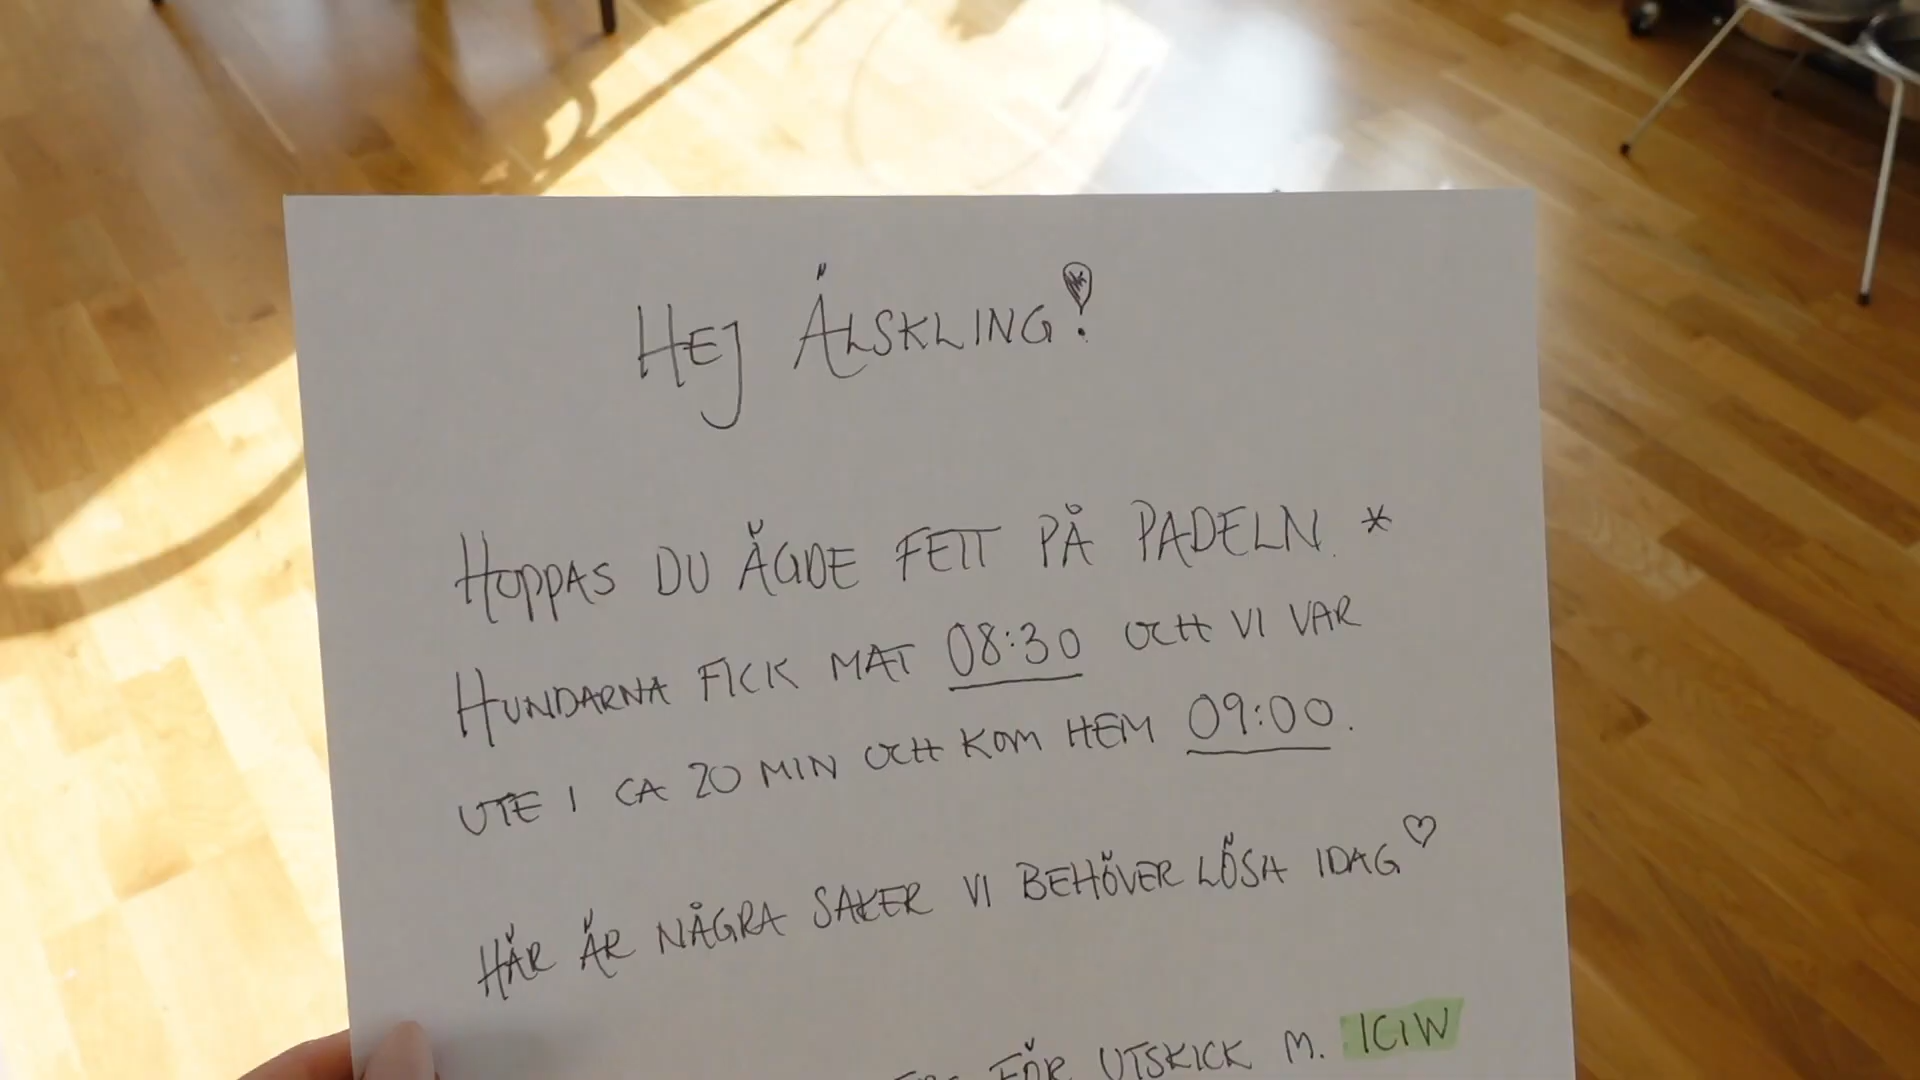 HEJ ÄLSKLING!
HOPPAS DU ÄGDE FETT PÅ PADELN. *
HUNDARNA FICK MAT 08:30 OCH VI VAR
UTE I CA 20 MIN OCH KOM HEM 09:00.
HÄR ÄR NÅGRA SAKER VI BEHÖVER LÖSA IDAG ♡
FÖR UTSKICK M. ICIW